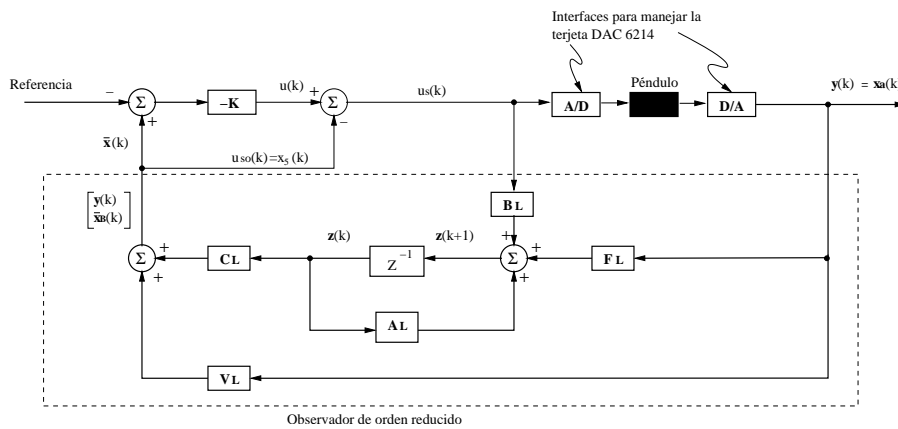 Interfaces para manejar la
terjeta DAC 6214
Referencia
−
Σ
+
−K
u(k)
+
Σ
−
us(k)
A/D
Péndulo
D/A
y(k) = xa(k
x̄(k)
uso(k)=x5(k)
y(k)
x̄B(k)
BL
+
+
Σ
CL
+
z(k)
Z−1
z(k+1)
+
+
Σ
+
FL
AL
VL
Observador de orden reducido